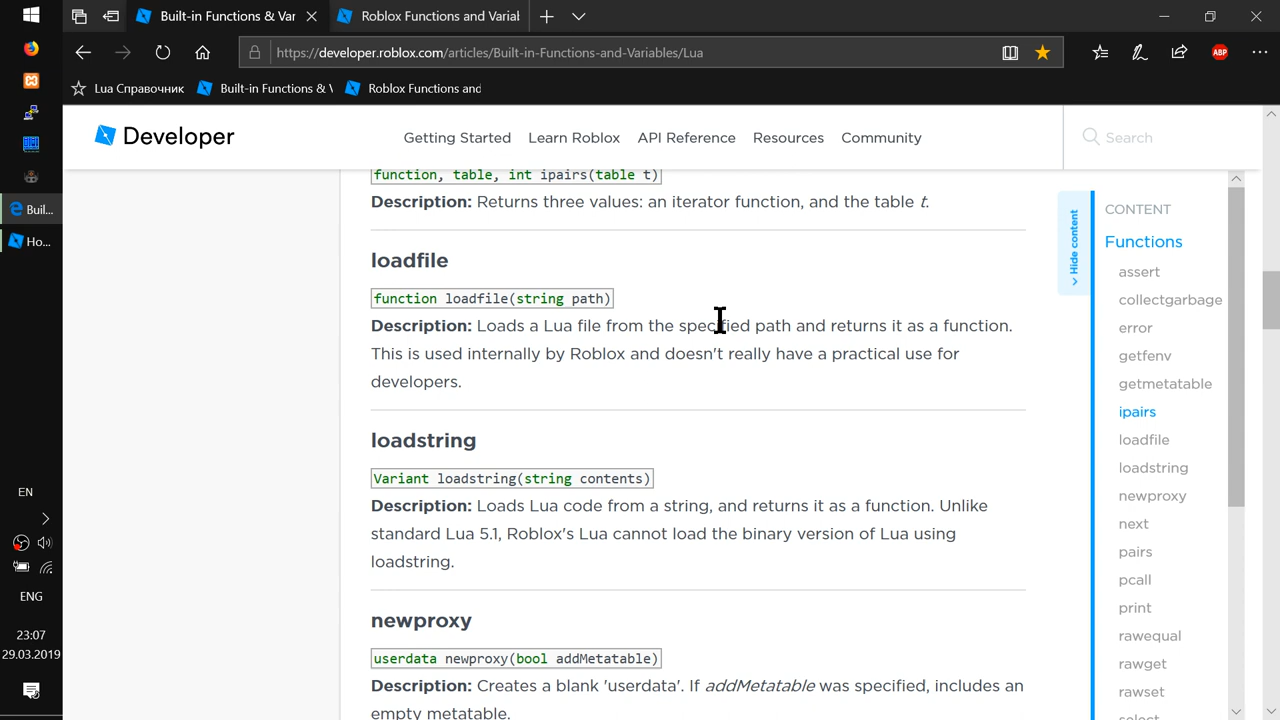 Built-in Functions & Var
Roblox Functions and Variabl
https://developer.roblox.com/articles/Built-in-Functions-and-Variables/Lua
ABP
Lua Справочник
Built-in Functions & V
Roblox Functions and
Developer
Getting Started
Learn Roblox
API Reference
Resources
Community
Search
function, table, int ipairs(table t)
Description: Returns three values: an iterator function, and the table t.
loadfile
function loadfile(string path)
Description: Loads a Lua file from the specified path and returns it as a function.
This is used internally by Roblox and doesn't really have a practical use for
developers.
loadstring
Variant loadstring(string contents)
Description: Loads Lua code from a string, and returns it as a function. Unlike
standard Lua 5.1, Roblox's Lua cannot load the binary version of Lua using
loadstring.
newproxy
userdata newproxy(bool addMetatable)
Description: Creates a blank 'userdata'. If addMetatable was specified, includes an
empty metatable.
Hide content
CONTENT
Functions
assert
collectgarbage
error
getfenv
getmetatable
ipairs
loadfile
loadstring
newproxy
next
pairs
pcall
print
rawequal
rawget
rawset
select
Buil...
Ho...
EN
ENG
23:07
29.03.2019